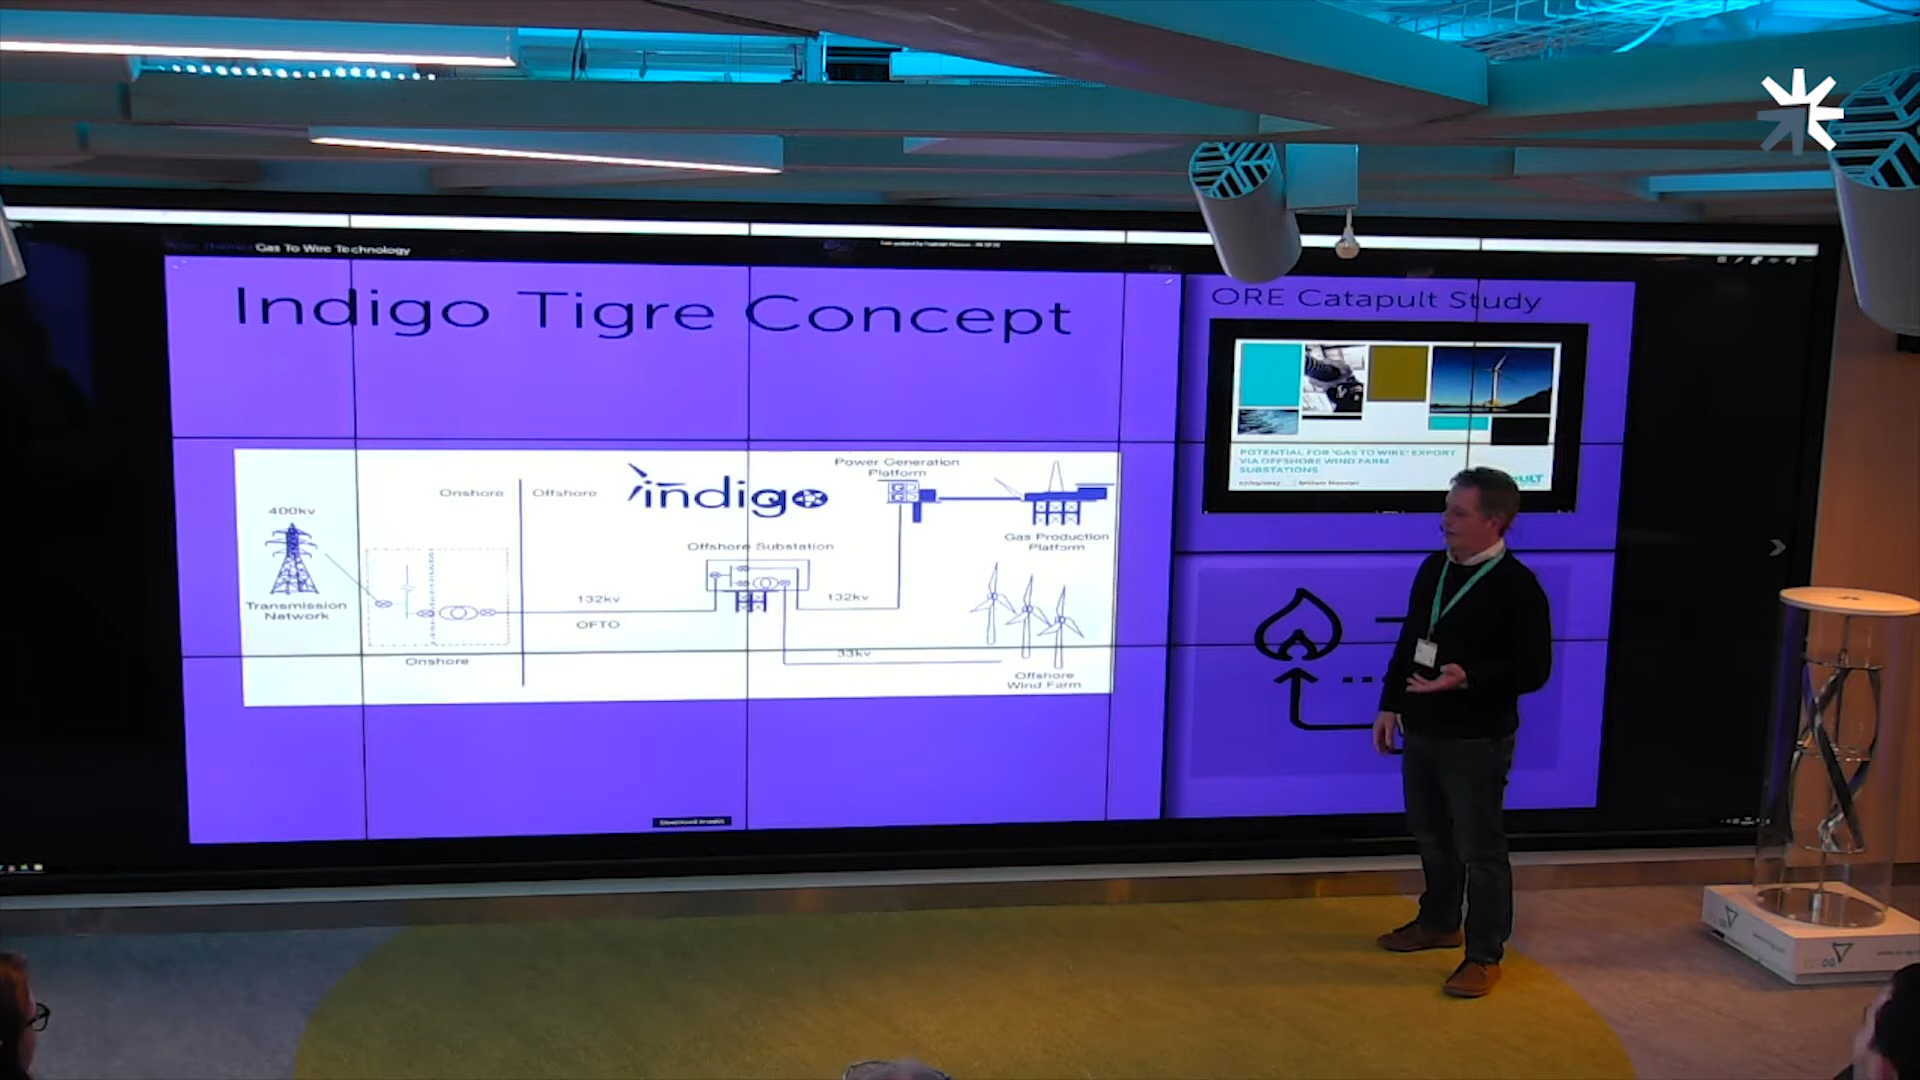 Gas To Wire Technology
Indigo Tigre Concept
ORE Catapult Study
POTENTIAL FOR 'GAS TO WIRE' EXPORT
VIA OFFSHORE WIND FARM
SUBSTATIONS
Onshore
Offshore
indigo
Power Generation
Platform
400kv
Gas Production
Platform
Offshore Substation
Transmission
Network
132kv
132kv
OFTO
Onshore
33kv
Offshore
Wind Farm